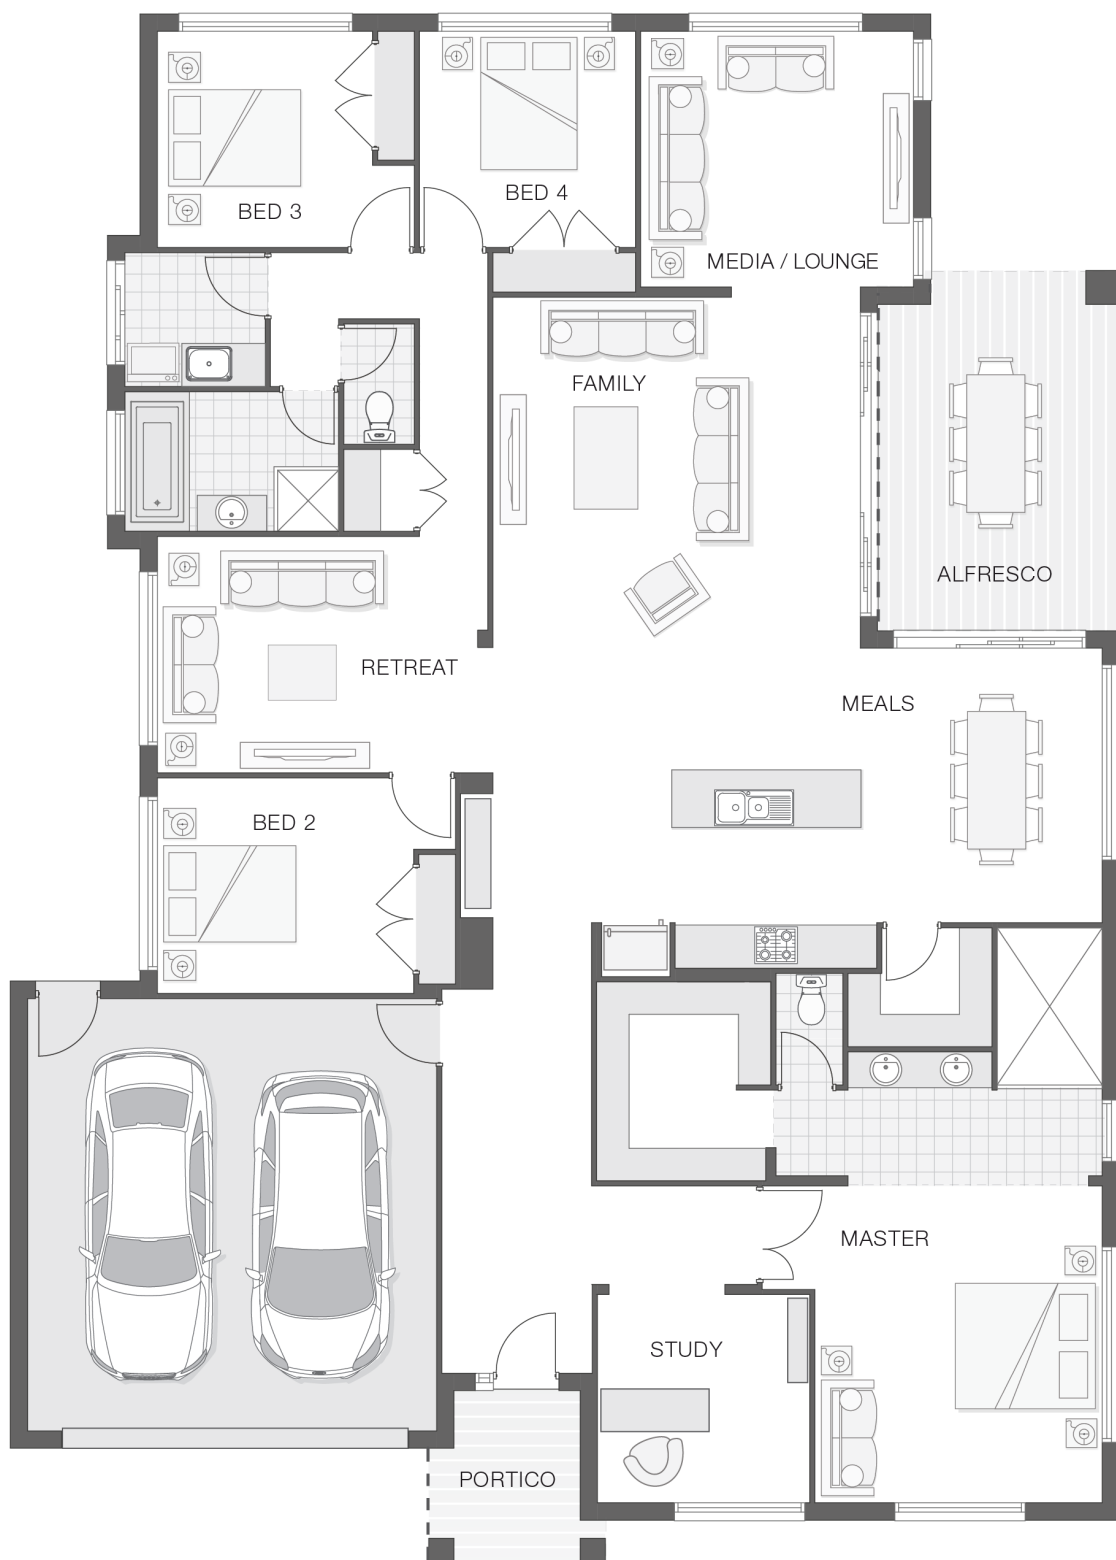 BED 4
BED 3
MEDIA / LOUNGE
FAMILY
ALFRESCO
RETREAT
MEALS
BED 2
MASTER
STUDY
PORTICO